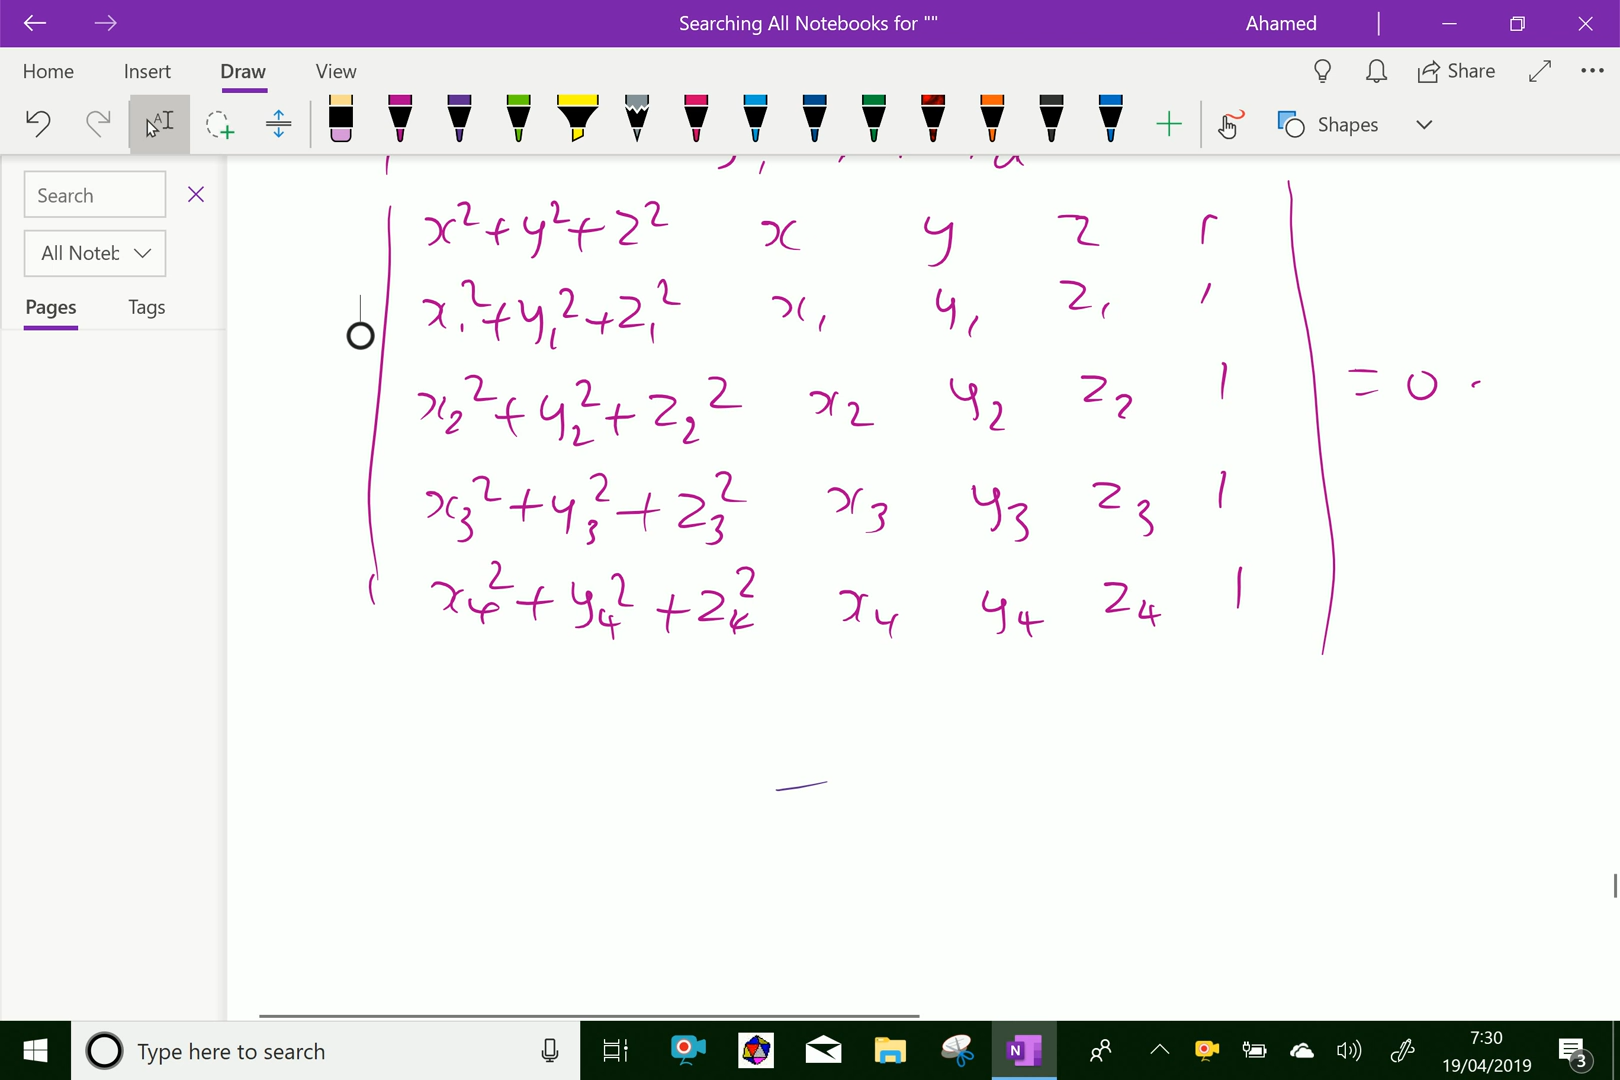 Searching All Notebooks for ""
Ahamed
Home Insert Draw View
Share
Shapes
Search
All Noteb
Pages Tags
x²+y²+z² x y z 1
x₁²+y₁²+z₁² x₁ y₁ z₁ 1
x₂²+y₂²+z₂² x₂ y₂ z₂ 1
x₃²+y₃²+z₃² x₃ y₃ z₃ 1
x₄²+y₄²+z₄² x₄ y₄ z₄ 1
= 0.
Type here to search
N
7:30
19/04/2019
3